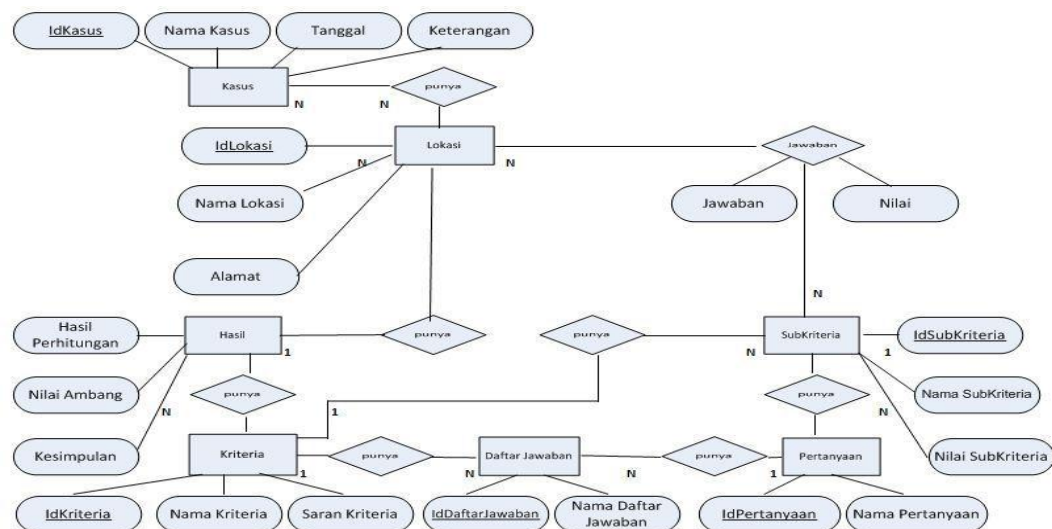 IdKasus
Nama Kasus
Tanggal
Keterangan
Kasus
N
N
punya
IdLokasi
N
Lokasi
N
Jawaban
Nama Lokasi
Jawaban
Nilai
Alamat
N
Hasil
Perhitungan
Hasil
1
punya
punya
N
SubKriteria
1
IdSubKriteria
Nilai Ambang
N
punya
1
punya
N
Nama SubKriteria
Kesimpulan
Kriteria
1
punya
N
Daftar Jawaban
N
punya
1
Pertanyaan
Nilai SubKriteria
IdKriteria
Nama Kriteria
Saran Kriteria
IdDaftarJawaban
Nama Daftar
Jawaban
IdPertanyaan
Nama Pertanyaan